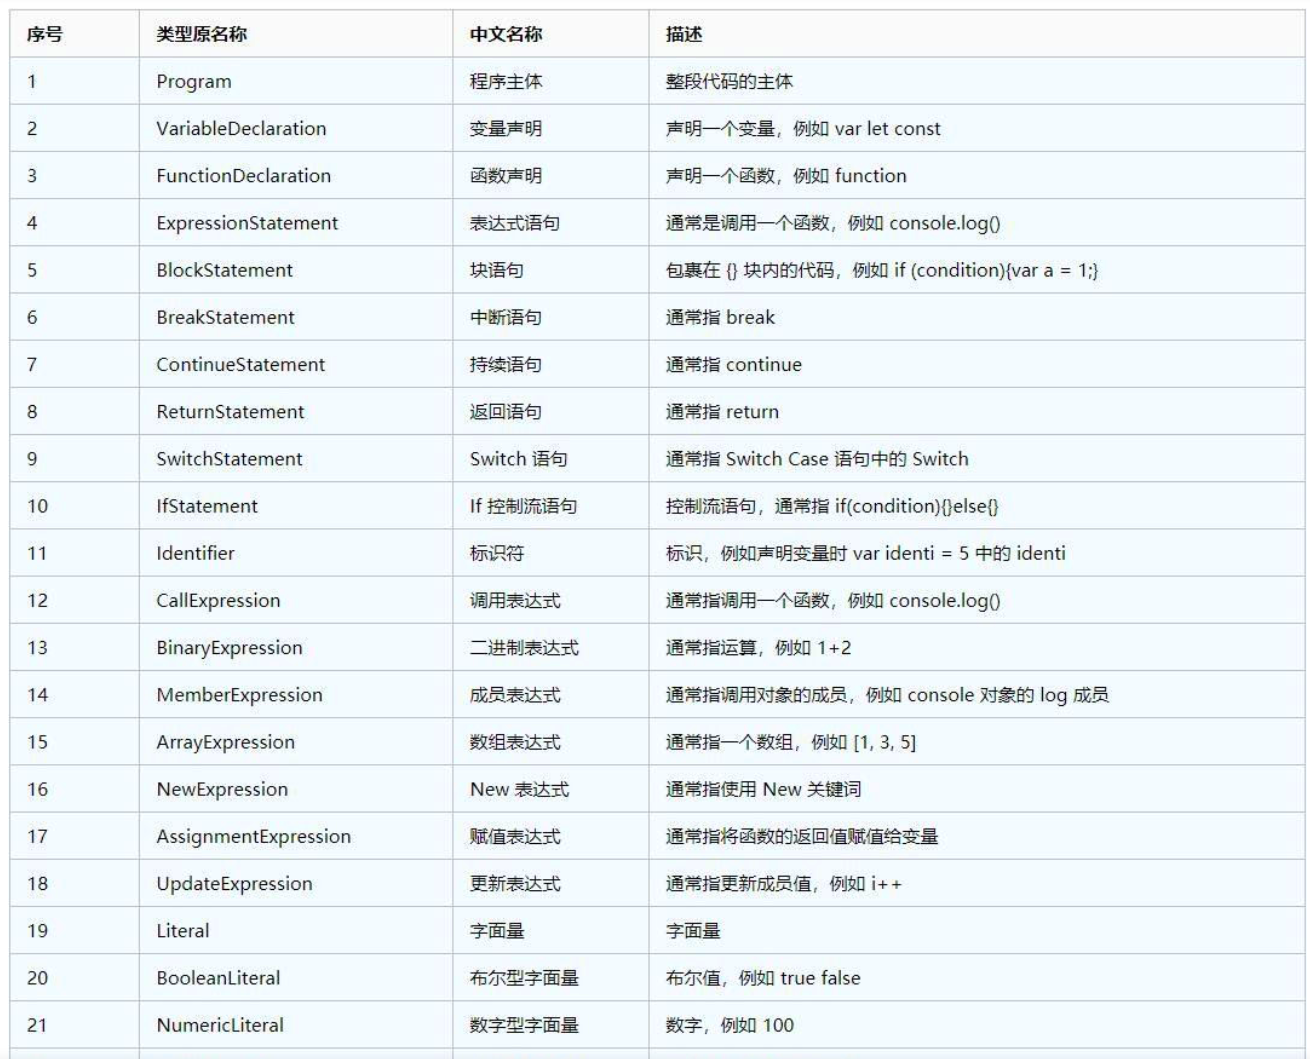 序号 类型原名称 中文名称 描述
1 Program 程序主体 整段代码的主体
2 VariableDeclaration 变量声明 声明一个变量，例如 var let const
3 FunctionDeclaration 函数声明 声明一个函数，例如 function
4 ExpressionStatement 表达式语句 通常是调用一个函数，例如 console.log()
5 BlockStatement 块语句 包裹在 {} 块内的代码，例如 if (condition){var a = 1;}
6 BreakStatement 中断语句 通常指 break
7 ContinueStatement 持续语句 通常指 continue
8 ReturnStatement 返回语句 通常指 return
9 SwitchStatement Switch 语句 通常指 Switch Case 语句中的 Switch
10 IfStatement If 控制流语句 控制流语句，通常指 if(condition){}else{}
11 Identifier 标识符 标识，例如声明变量时 var identi = 5 中的 identi
12 CallExpression 调用表达式 通常指调用一个函数，例如 console.log()
13 BinaryExpression 二进制表达式 通常指运算，例如 1+2
14 MemberExpression 成员表达式 通常指调用对象的成员，例如 console 对象的 log 成员
15 ArrayExpression 数组表达式 通常指一个数组，例如 [1, 3, 5]
16 NewExpression New 表达式 通常指使用 New 关键词
17 AssignmentExpression 赋值表达式 通常指将函数的返回值赋值给变量
18 UpdateExpression 更新表达式 通常指更新成员值，例如 i++
19 Literal 字面量 字面量
20 BooleanLiteral 布尔型字面量 布尔值，例如 true false
21 NumericLiteral 数字型字面量 数字，例如 100